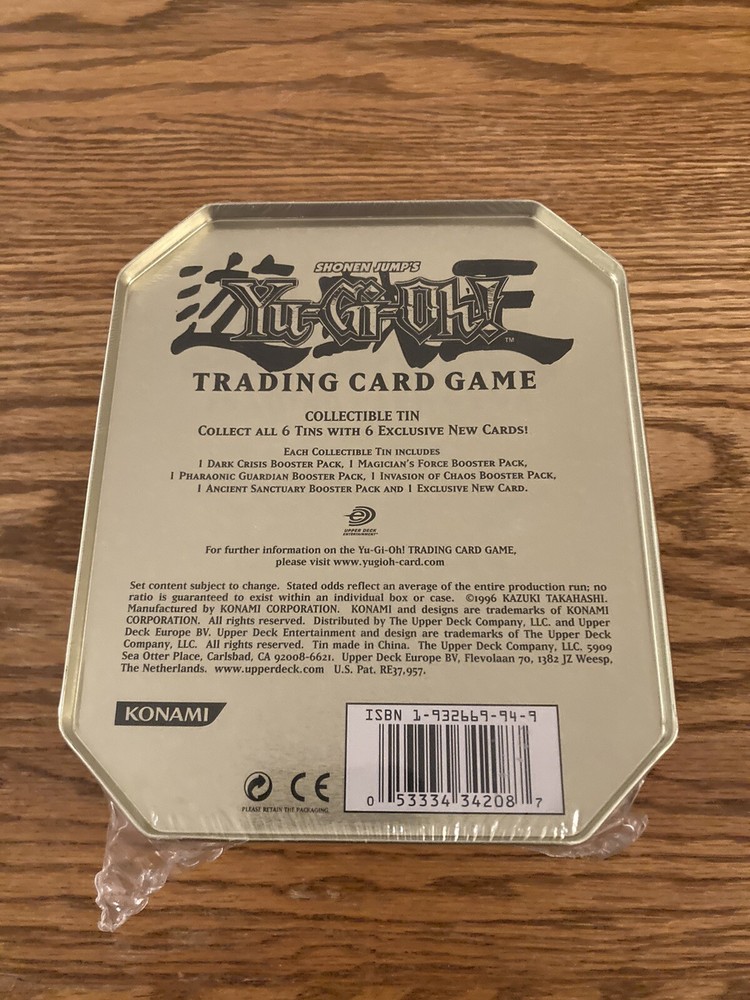 SHONEN JUMP'S
遊戯王
Yu-Gi-Oh!
TM
TRADING CARD GAME
COLLECTIBLE TIN
COLLECT ALL 6 TINS WITH 6 EXCLUSIVE NEW CARDS!
EACH COLLECTIBLE TIN INCLUDES
1 DARK CRISIS BOOSTER PACK, 1 MAGICIAN'S FORCE BOOSTER PACK,
1 PHARAONIC GUARDIAN BOOSTER PACK, 1 INVASION OF CHAOS BOOSTER PACK,
1 ANCIENT SANCTUARY BOOSTER PACK AND 1 EXCLUSIVE NEW CARD.
UPPER DECK
ENTERTAINMENT
For further information on the Yu-Gi-Oh! TRADING CARD GAME,
please visit www.yugioh-card.com
Set content subject to change. Stated odds reflect an average of the entire production run; no
ratio is guaranteed to exist within an individual box or case. ©1996 KAZUKI TAKAHASHI.
Manufactured by KONAMI CORPORATION. KONAMI and designs are trademarks of KONAMI
CORPORATION. All rights reserved. Distributed by The Upper Deck Company, LLC. and Upper
Deck Europe BV. Upper Deck Entertainment and design are trademarks of The Upper Deck
Company, LLC. All rights reserved. Tin made in China. The Upper Deck Company, LLC. 5909
Sea Otter Place, Carlsbad, CA 92008-6621. Upper Deck Europe BV, Flevolaan 70, 1382 JZ Weesp,
The Netherlands. www.upperdeck.com U.S. Pat. RE37,957.
KONAMI
ISBN 1-932669-94-9
CE
PLEASE RETAIN THE PACKAGING
0 53334 34208 7